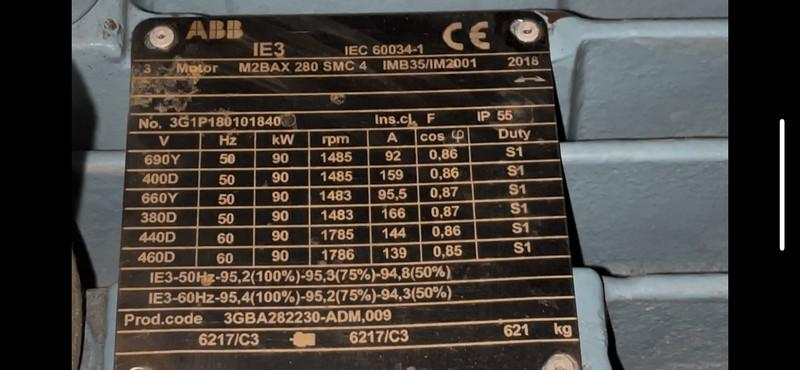 ABB
IE3 IEC 60034-1 CE
3 Motor M2BAX 280 SMC 4 IMB35/IM2001 2018
No. 3G1P180101840 Ins.cl. F IP 55
V Hz kW rpm A cos φ Duty
690Y 50 90 1485 92 0,86 S1
400D 50 90 1485 159 0,86 S1
660Y 50 90 1483 95,5 0,87 S1
380D 50 90 1483 166 0,87 S1
440D 60 90 1785 144 0,86 S1
460D 60 90 1786 139 0,85 S1
IE3-50Hz-95,2(100%)-95,3(75%)-94,8(50%)
IE3-60Hz-95,4(100%)-95,2(75%)-94,3(50%)
Prod.code 3GBA282230-ADM,009
6217/C3 6217/C3 621 kg